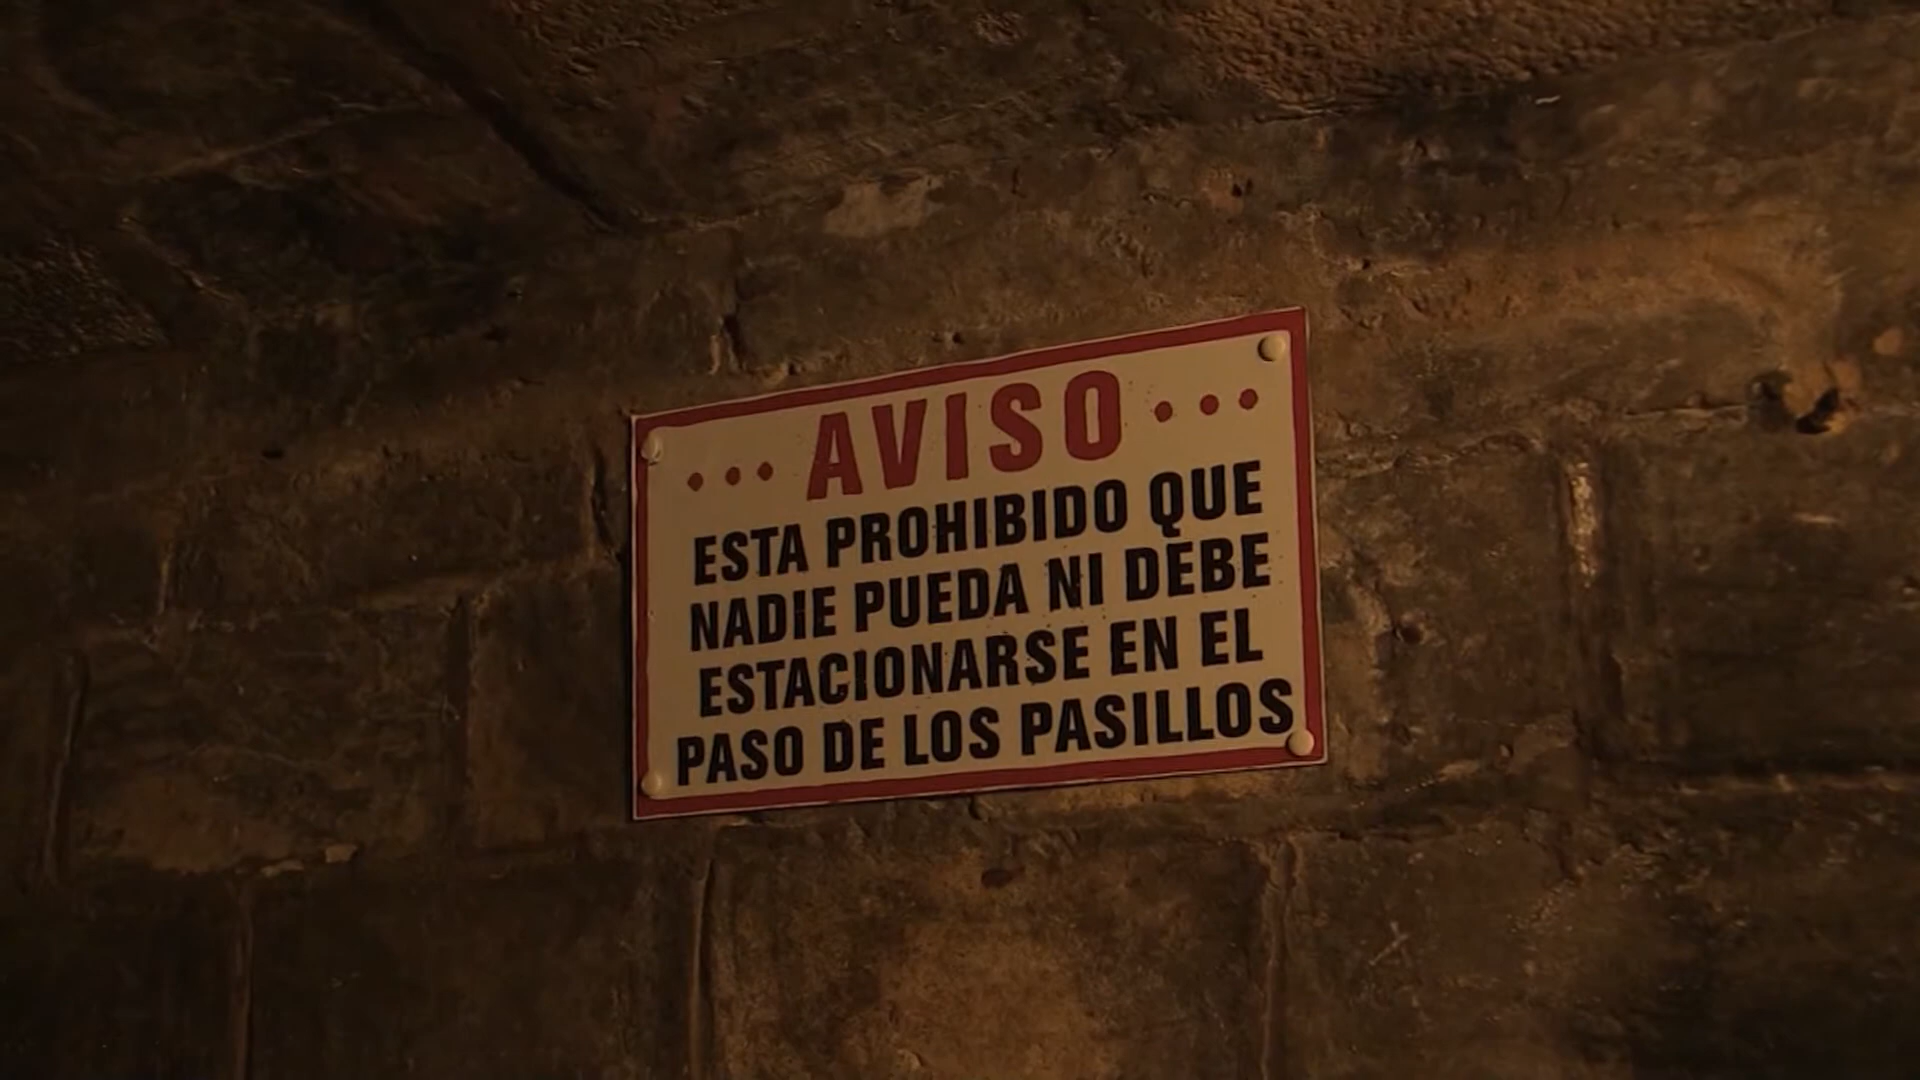 ... AVISO ...
ESTA PROHIBIDO QUE
NADIE PUEDA NI DEBE
ESTACIONARSE EN EL
PASO DE LOS PASILLOS